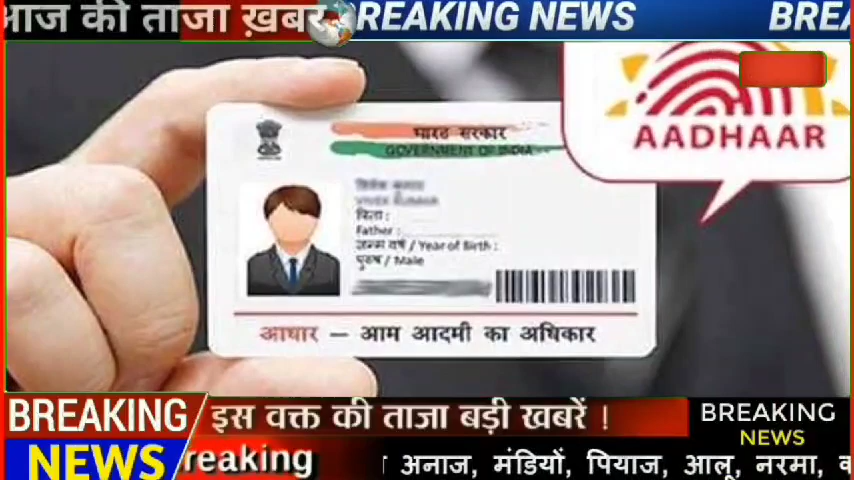 आज की ताजा ख़बर BREAKING NEWS BREA
AADHAAR
भारत सरकार
GOVERNMENT OF INDIA
पिता :
Father :
जन्म वर्ष / Year of Birth :
पुरुष / Male
आधार — आम आदमी का अधिकार
BREAKING
NEWS
इस वक्त की ताजा बड़ी खबरें !
BREAKING
NEWS
reaking
अनाज, मंडियों, पियाज, आलू, नरमा,